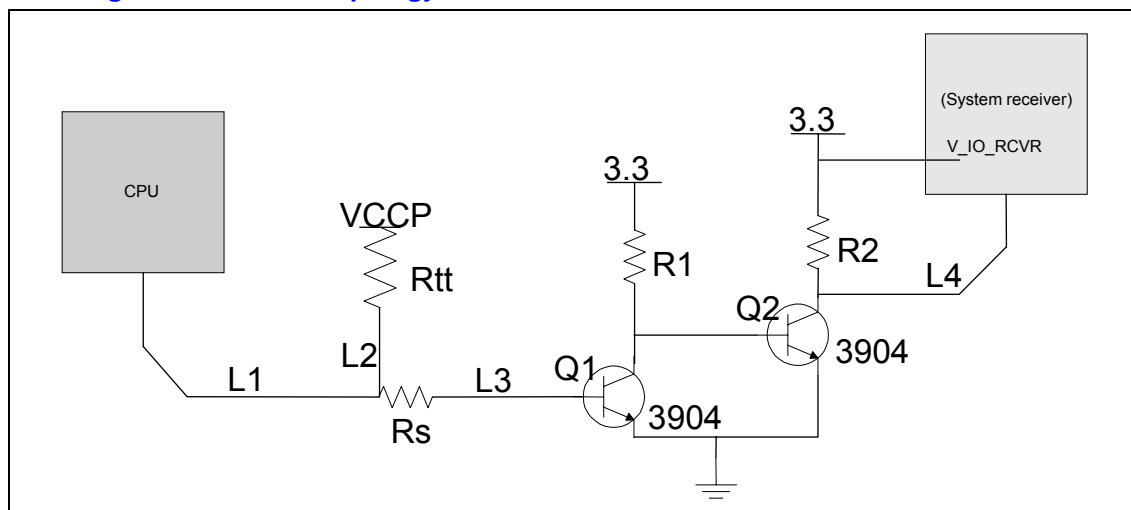 (System receiver)
3.3
V_IO_RCVR
CPU
3.3
VCCP
R1
R2
Rtt
L4
Q2
L2
3904
L1
L3
Q1
Rs
3904